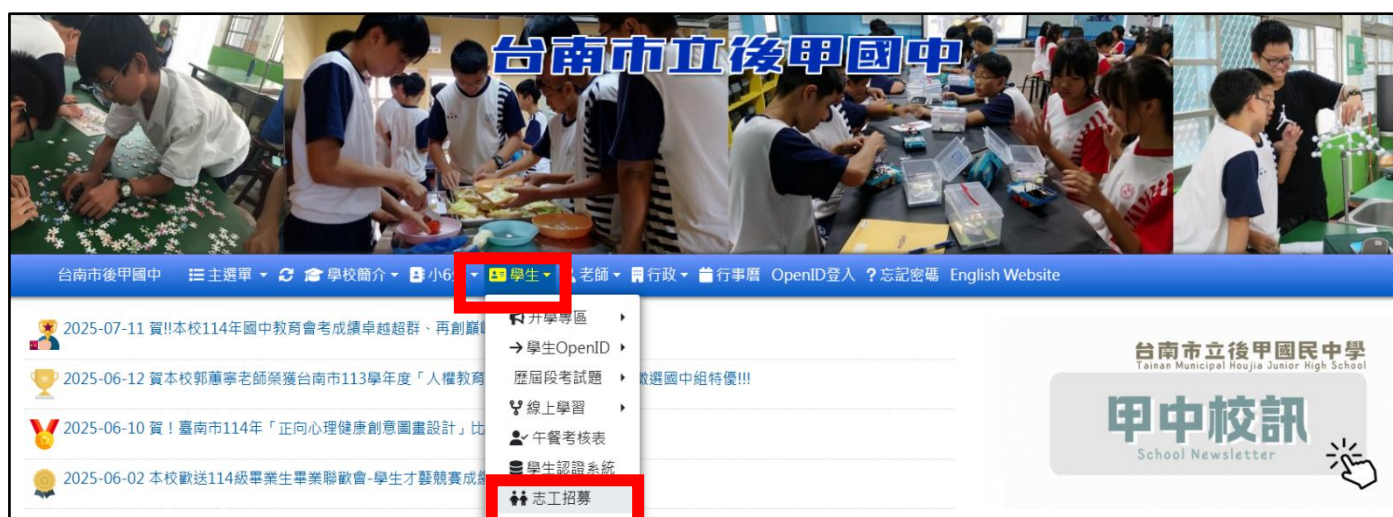 台南市立後甲國中
台南市後甲國中 主選單 學校簡介 小6 學生 老師 行政 行事曆 OpenID登入 ?忘記密碼 English Website
2025-07-11 賀!!本校114年國中教育會考成績卓越超群、再創巔
2025-06-12 賀本校郭蕙寧老師榮獲台南市113學年度「人權教育 徵選國中組特優!!!
2025-06-10 賀！臺南市114年「正向心理健康創意圖畫設計」比
2025-06-02 本校歡送114級畢業生畢業聯歡會-學生才藝競賽成
升學專區
學生OpenID
歷屆段考試題
線上學習
午餐考核表
學生認證系統
志工招募
台南市立後甲國民中學
Tainan Municipal Houjia Junior High School
甲中校訊
School Newsletter